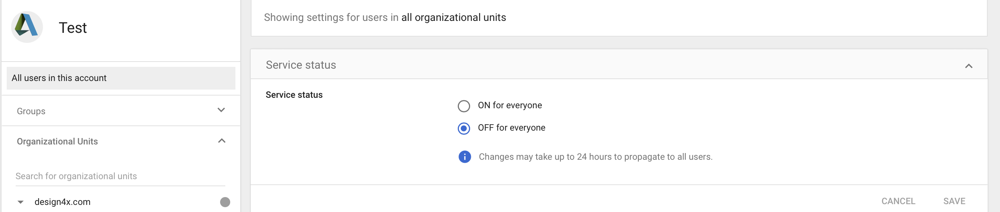 Test
All users in this account
Groups
Organizational Units
Search for organizational units
design4x.com
Showing settings for users in all organizational units
Service status
Service status
ON for everyone
OFF for everyone
Changes may take up to 24 hours to propagate to all users.
CANCEL SAVE